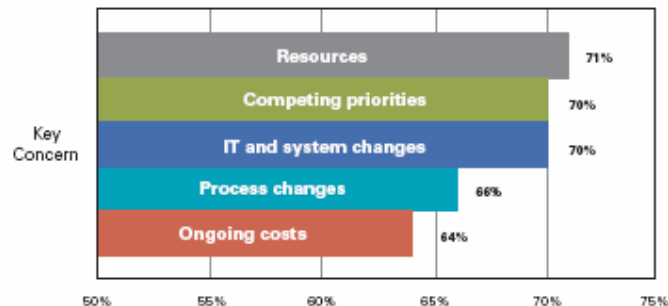 Resources 71%
Competing priorities 70%
Key
Concern
IT and system changes 70%
Process changes 66%
Ongoing costs 64%
50% 55% 60% 65% 70% 75%